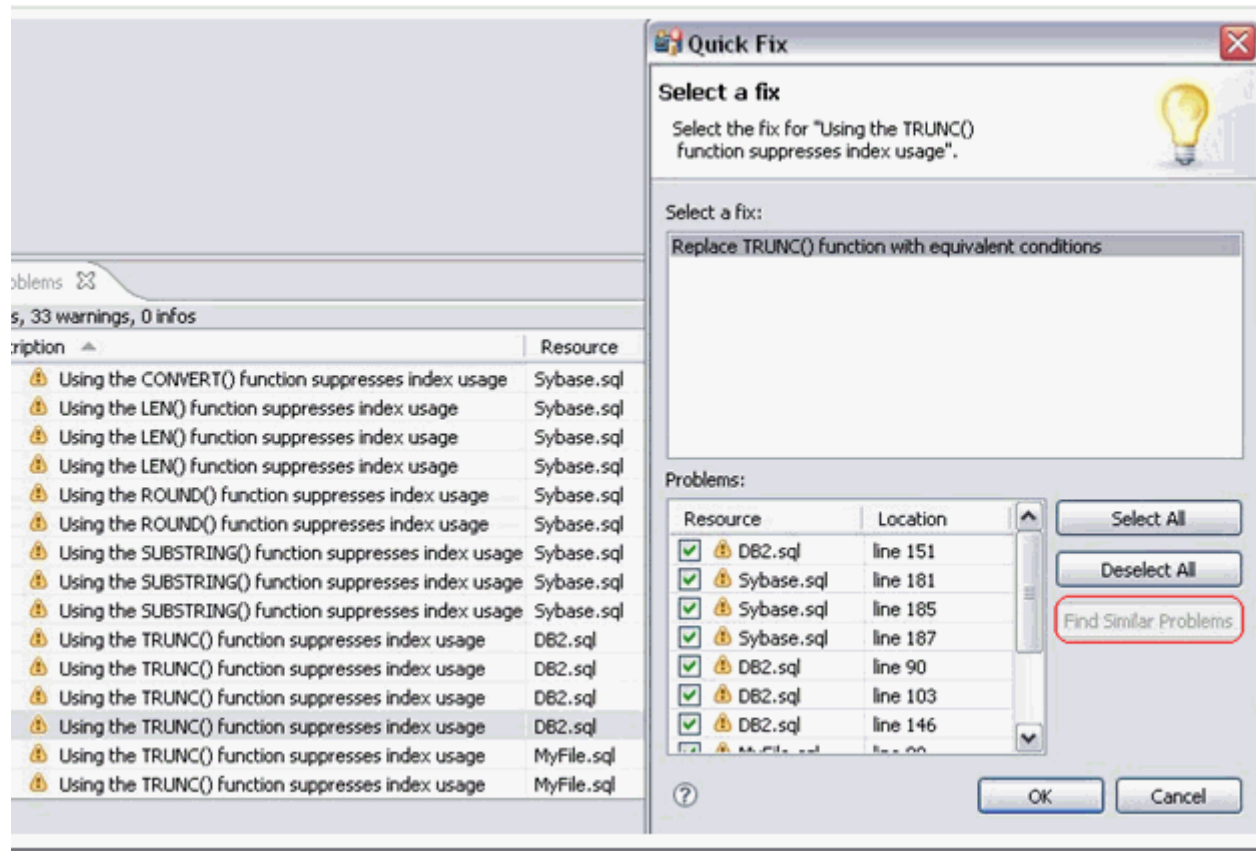 Quick Fix
Select a fix
Select the fix for "Using the TRUNC()
function suppresses index usage".
Select a fix:
Replace TRUNC() function with equivalent conditions
oblems
s, 33 warnings, 0 infos
ription Resource
Using the CONVERT() function suppresses index usage Sybase.sql
Using the LEN() function suppresses index usage Sybase.sql
Using the LEN() function suppresses index usage Sybase.sql
Using the LEN() function suppresses index usage Sybase.sql
Using the ROUND() function suppresses index usage Sybase.sql
Using the ROUND() function suppresses index usage Sybase.sql
Using the SUBSTRING() function suppresses index usage Sybase.sql
Using the SUBSTRING() function suppresses index usage Sybase.sql
Using the SUBSTRING() function suppresses index usage Sybase.sql
Using the TRUNC() function suppresses index usage DB2.sql
Using the TRUNC() function suppresses index usage DB2.sql
Using the TRUNC() function suppresses index usage DB2.sql
Using the TRUNC() function suppresses index usage DB2.sql
Using the TRUNC() function suppresses index usage MyFile.sql
Using the TRUNC() function suppresses index usage MyFile.sql
Problems:
Resource Location
DB2.sql line 151
Sybase.sql line 181
Sybase.sql line 185
Sybase.sql line 187
DB2.sql line 90
DB2.sql line 103
DB2.sql line 146
Select All
Deselect All
Find Similar Problems
?
OK
Cancel